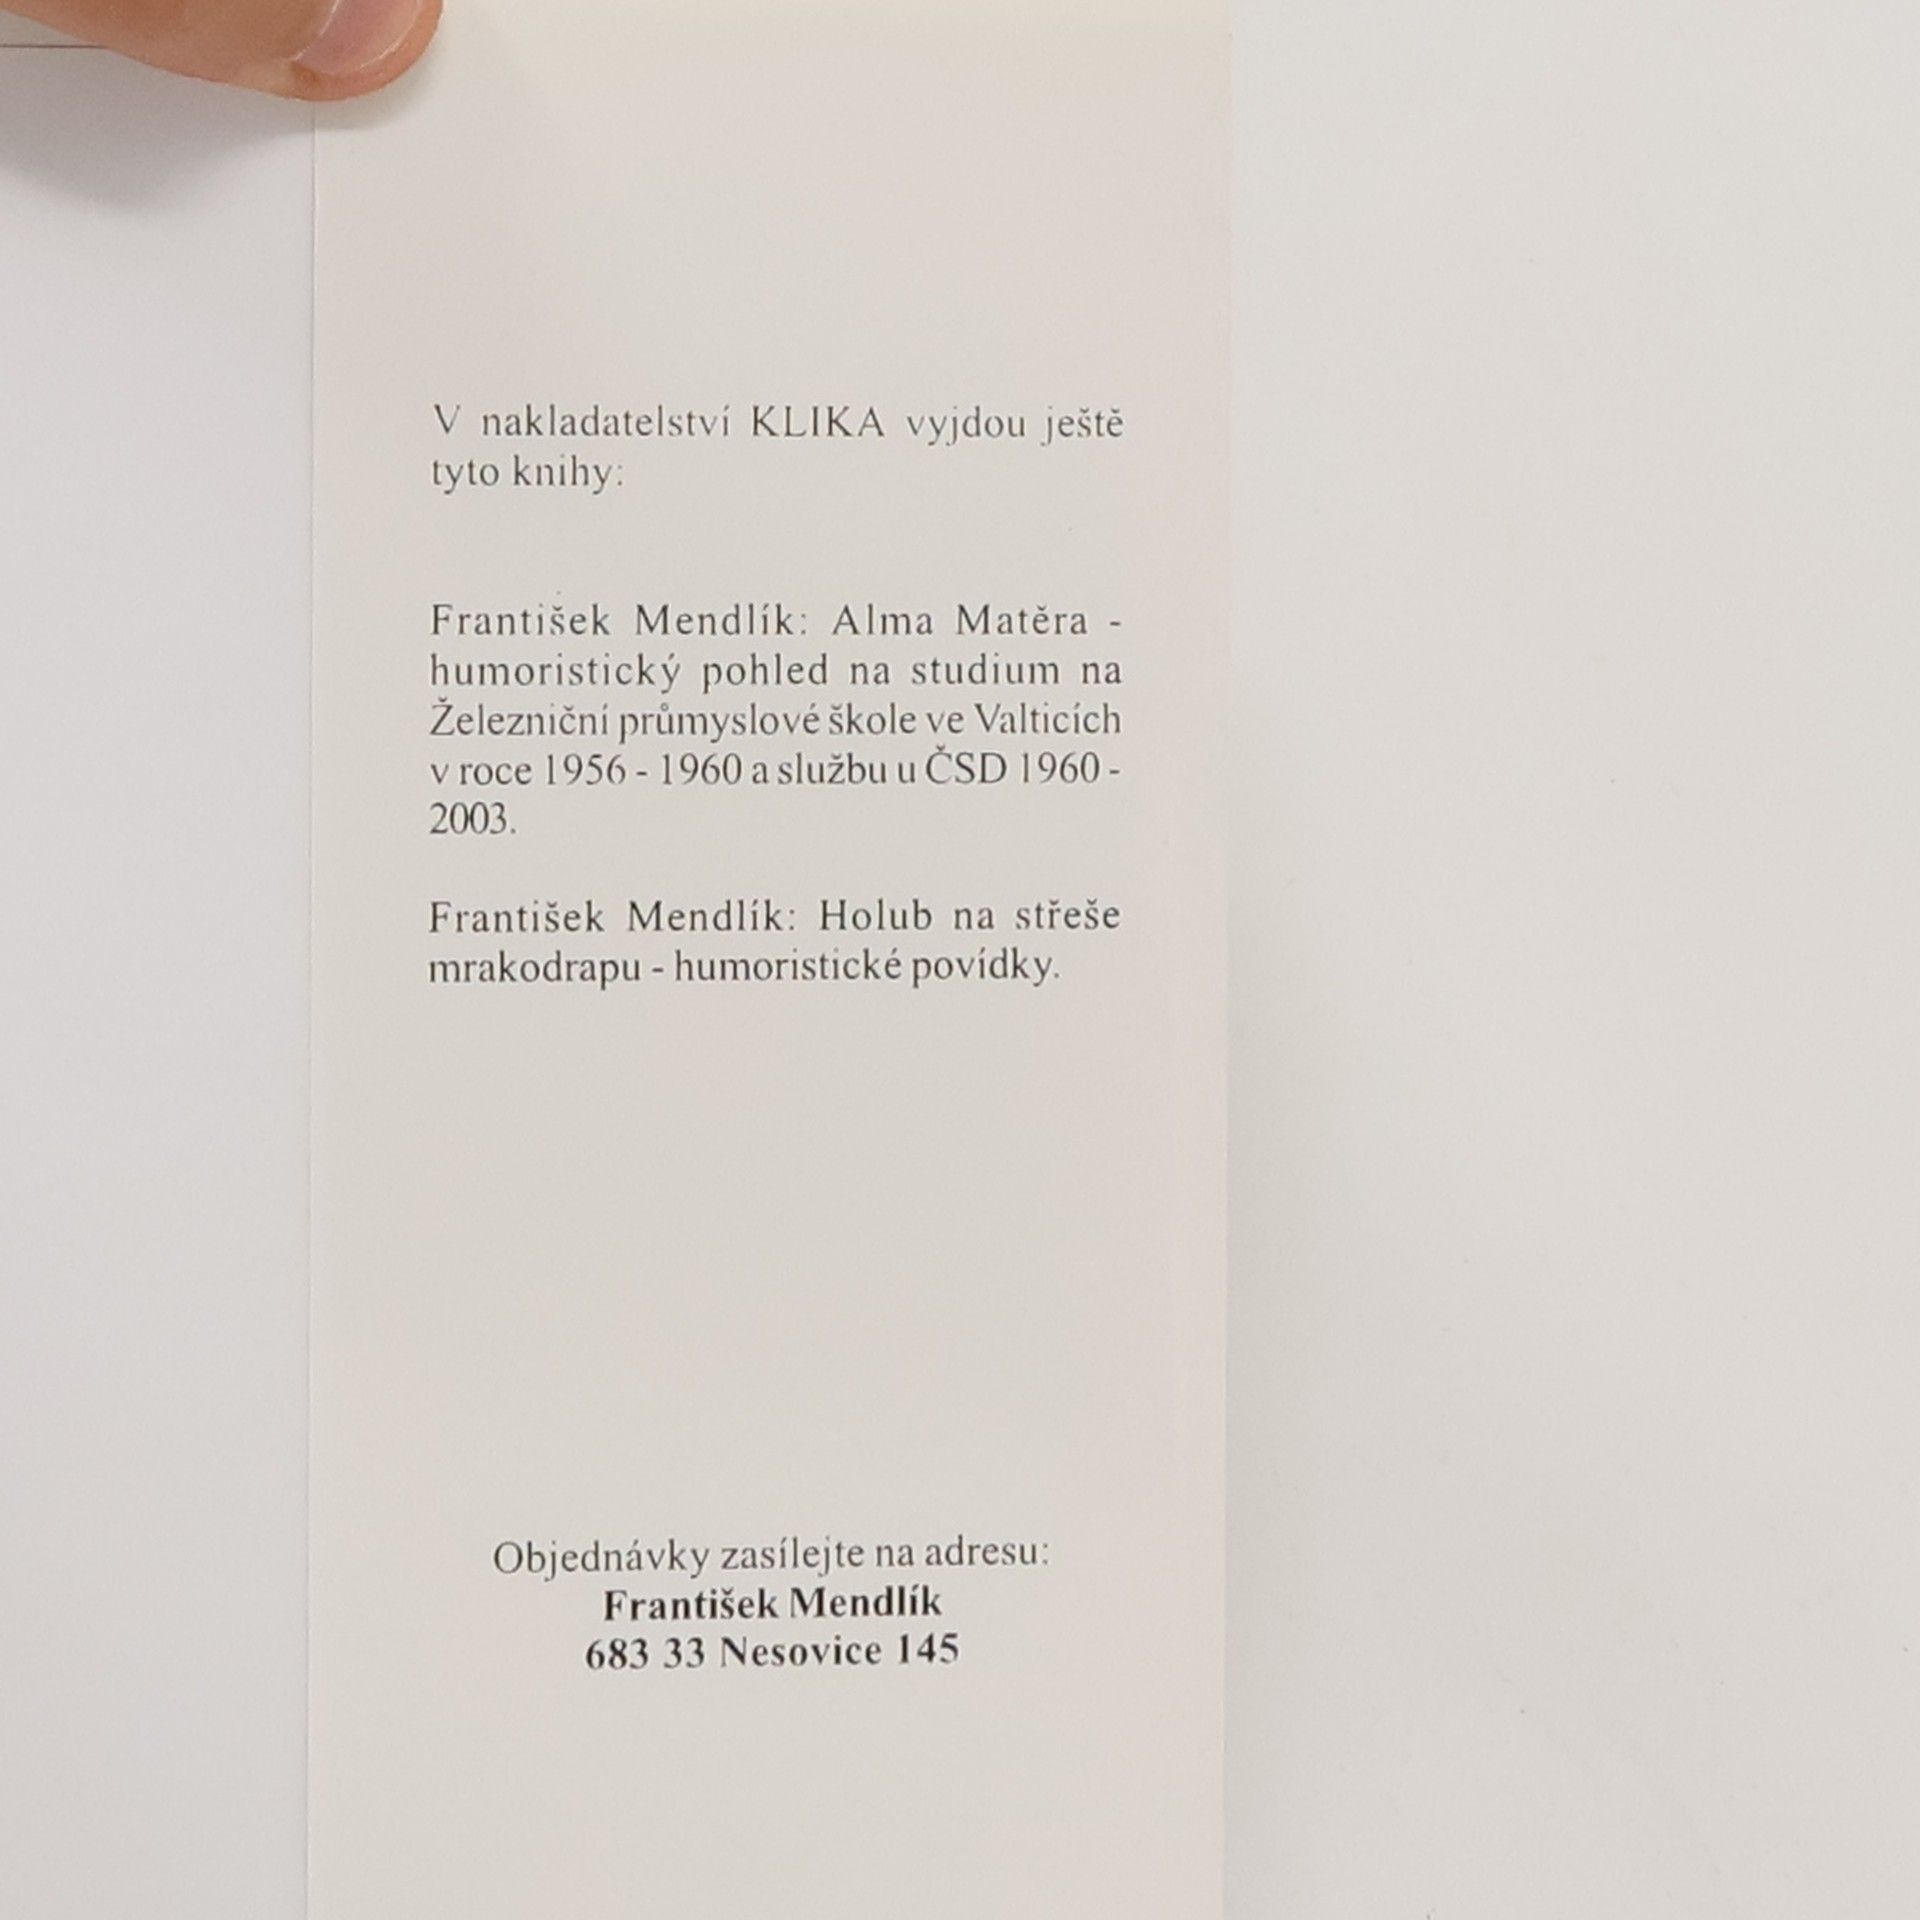 V nakladatelství KLIKA vyjdou ještě
tyto knihy:
František Mendlík: Alma Matěra -
humoristický pohled na studium na
Železniční průmyslové škole ve Valticích
v roce 1956 - 1960 a službu u ČSD 1960 -
2003.
František Mendlík: Holub na střeše
mrakodrapu - humoristické povídky.
Objednávky zasílejte na adresu:
František Mendlík
683 33 Nesovice 145